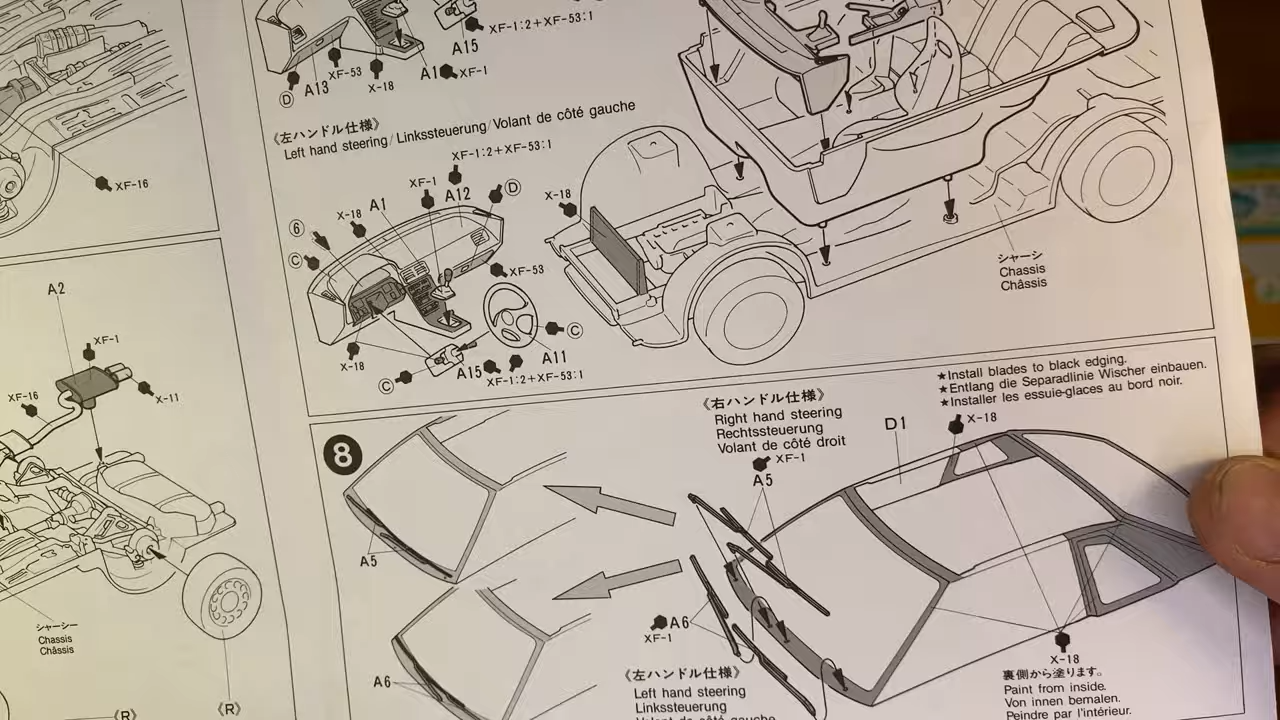 XF-1:2+XF-53:1
A15
XF-53
X-18
XF-1
D
A13
《左ハンドル仕様》
Left hand steering/Linkssteuerung/Volant de côté gauche
XF-16
XF-1:2+XF-53:1
XF-1
A12
D
X-18
A1
6
C
XF-53
X-18
C
A11
A15
C
XF-1:2+XF-53:1
X-18
シャーシ
Chassis
Châssis
A2
XF-1
XF-16
X-11
シャーシー
Chassis
Châssis
《R》
《R》
8
《右ハンドル仕様》
Right hand steering
Rechtssteuerung
Volant de côté droit
XF-1
A5
★Install blades to black edging.
★Entlang die Separadlinie Wischer einbauen.
★Installer les essuie-glaces au bord noir.
D1
X-18
A5
A6
XF-1
A6
《左ハンドル仕様》
Left hand steering
Linkssteuerung
Volant de côté gauche
X-18
裏側から塗ります。
Paint from inside.
Von innen bemalen.
Peindre par l'intérieur.